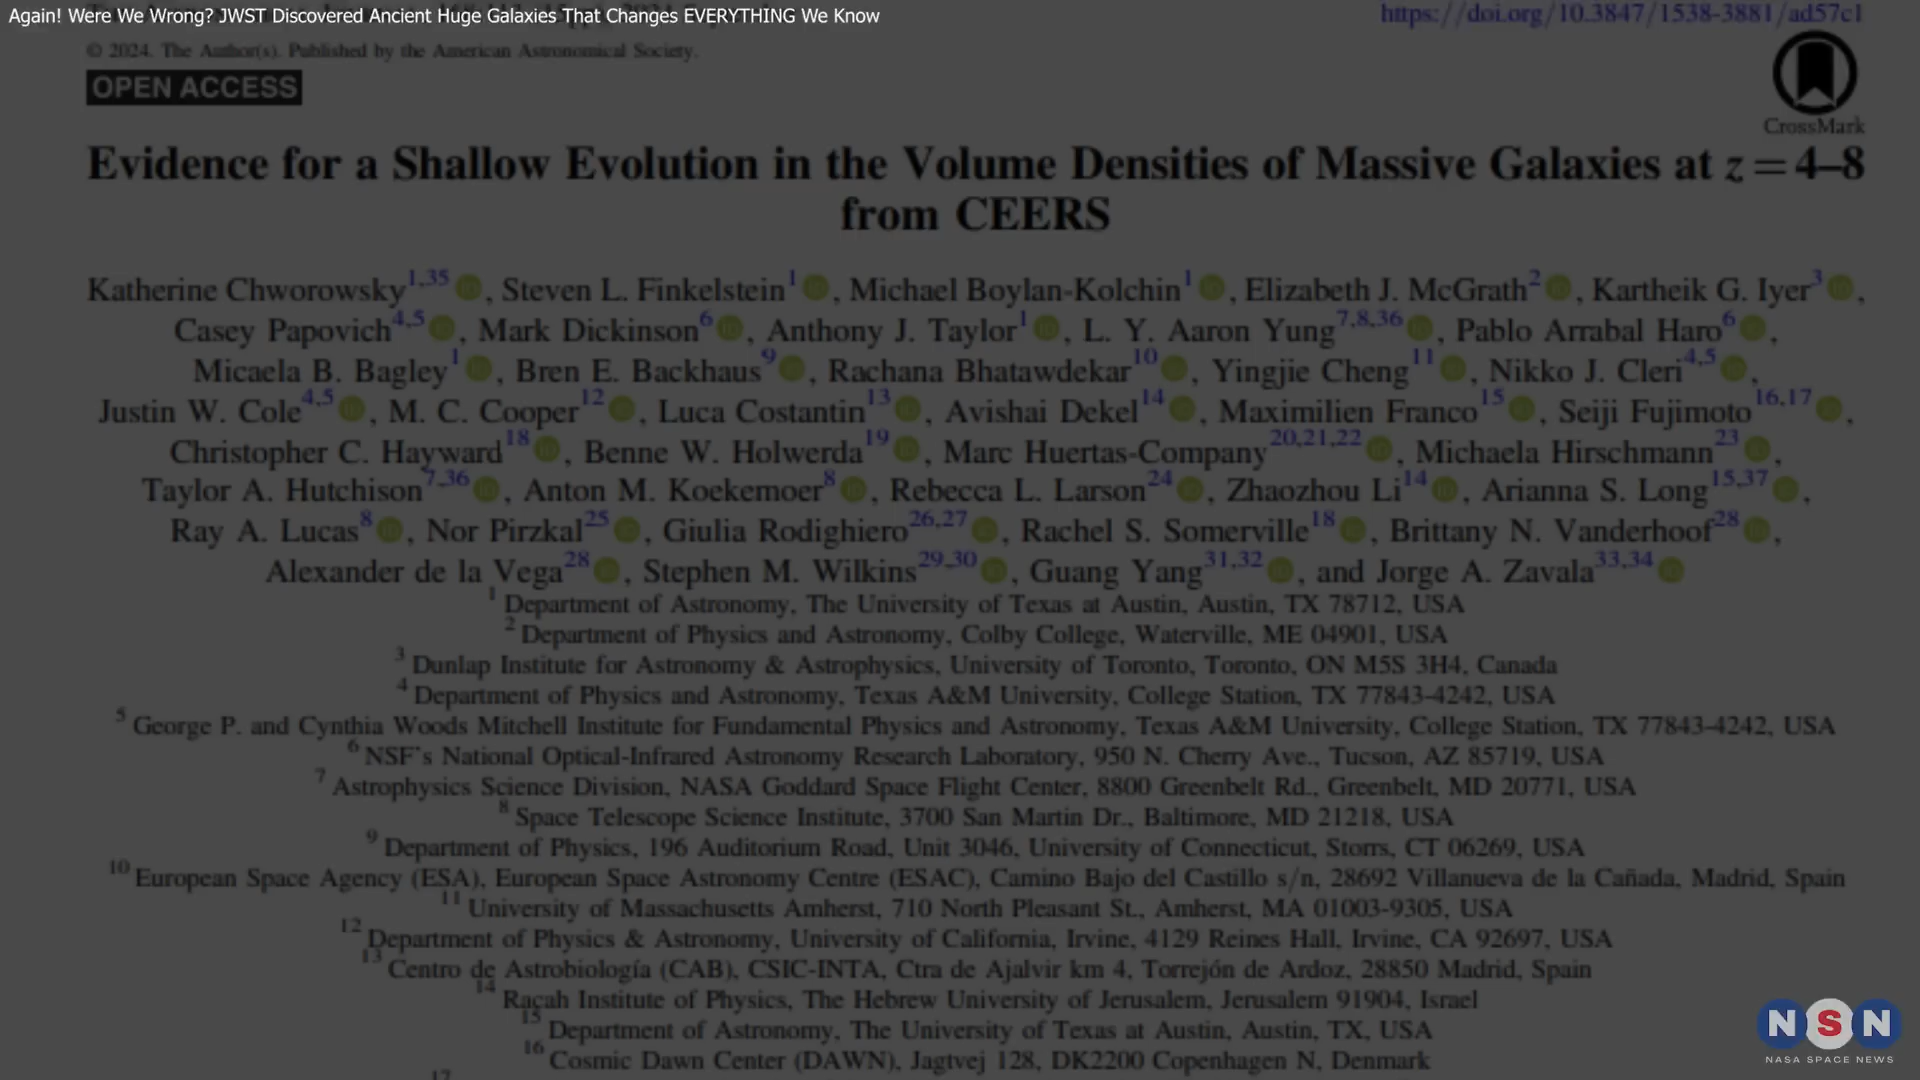 Again! Were We Wrong? JWST Discovered Ancient Huge Galaxies That Changes EVERYTHING We Know
https://doi.org/10.3847/1538-3881/ad57c1
© 2024. The Author(s). Published by the American Astronomical Society.
OPEN ACCESS
CrossMark
Evidence for a Shallow Evolution in the Volume Densities of Massive Galaxies at z = 4–8
from CEERS
Katherine Chworowsky1,35, Steven L. Finkelstein1, Michael Boylan-Kolchin1, Elizabeth J. McGrath2, Kartheik G. Iyer3,
Casey Papovich4,5, Mark Dickinson6, Anthony J. Taylor1, L. Y. Aaron Yung7,8,36, Pablo Arrabal Haro6,
Micaela B. Bagley1, Bren E. Backhaus9, Rachana Bhatawdekar10, Yingjie Cheng11, Nikko J. Cleri4,5,
Justin W. Cole4,5, M. C. Cooper12, Luca Costantin13, Avishai Dekel14, Maximilien Franco15, Seiji Fujimoto16,17,
Christopher C. Hayward18, Benne W. Holwerda19, Marc Huertas-Company20,21,22, Michaela Hirschmann23,
Taylor A. Hutchison7,36, Anton M. Koekemoer8, Rebecca L. Larson24, Zhaozhou Li14, Arianna S. Long15,37,
Ray A. Lucas8, Nor Pirzkal25, Giulia Rodighiero26,27, Rachel S. Somerville18, Brittany N. Vanderhoof28,
Alexander de la Vega28, Stephen M. Wilkins29,30, Guang Yang31,32, and Jorge A. Zavala33,34
1 Department of Astronomy, The University of Texas at Austin, Austin, TX 78712, USA
2 Department of Physics and Astronomy, Colby College, Waterville, ME 04901, USA
3 Dunlap Institute for Astronomy & Astrophysics, University of Toronto, Toronto, ON M5S 3H4, Canada
4 Department of Physics and Astronomy, Texas A&M University, College Station, TX 77843-4242, USA
5 George P. and Cynthia Woods Mitchell Institute for Fundamental Physics and Astronomy, Texas A&M University, College Station, TX 77843-4242, USA
6 NSF's National Optical-Infrared Astronomy Research Laboratory, 950 N. Cherry Ave., Tucson, AZ 85719, USA
7 Astrophysics Science Division, NASA Goddard Space Flight Center, 8800 Greenbelt Rd., Greenbelt, MD 20771, USA
8 Space Telescope Science Institute, 3700 San Martin Dr., Baltimore, MD 21218, USA
9 Department of Physics, 196 Auditorium Road, Unit 3046, University of Connecticut, Storrs, CT 06269, USA
10 European Space Agency (ESA), European Space Astronomy Centre (ESAC), Camino Bajo del Castillo s/n, 28692 Villanueva de la Cañada, Madrid, Spain
11 University of Massachusetts Amherst, 710 North Pleasant St., Amherst, MA 01003-9305, USA
12 Department of Physics & Astronomy, University of California, Irvine, 4129 Reines Hall, Irvine, CA 92697, USA
13 Centro de Astrobiología (CAB), CSIC-INTA, Ctra de Ajalvir km 4, Torrejón de Ardoz, 28850 Madrid, Spain
14 Racah Institute of Physics, The Hebrew University of Jerusalem, Jerusalem 91904, Israel
15 Department of Astronomy, The University of Texas at Austin, Austin, TX, USA
16 Cosmic Dawn Center (DAWN), Jagtvej 128, DK2200 Copenhagen N, Denmark
17
NSN
NASA SPACE NEWS